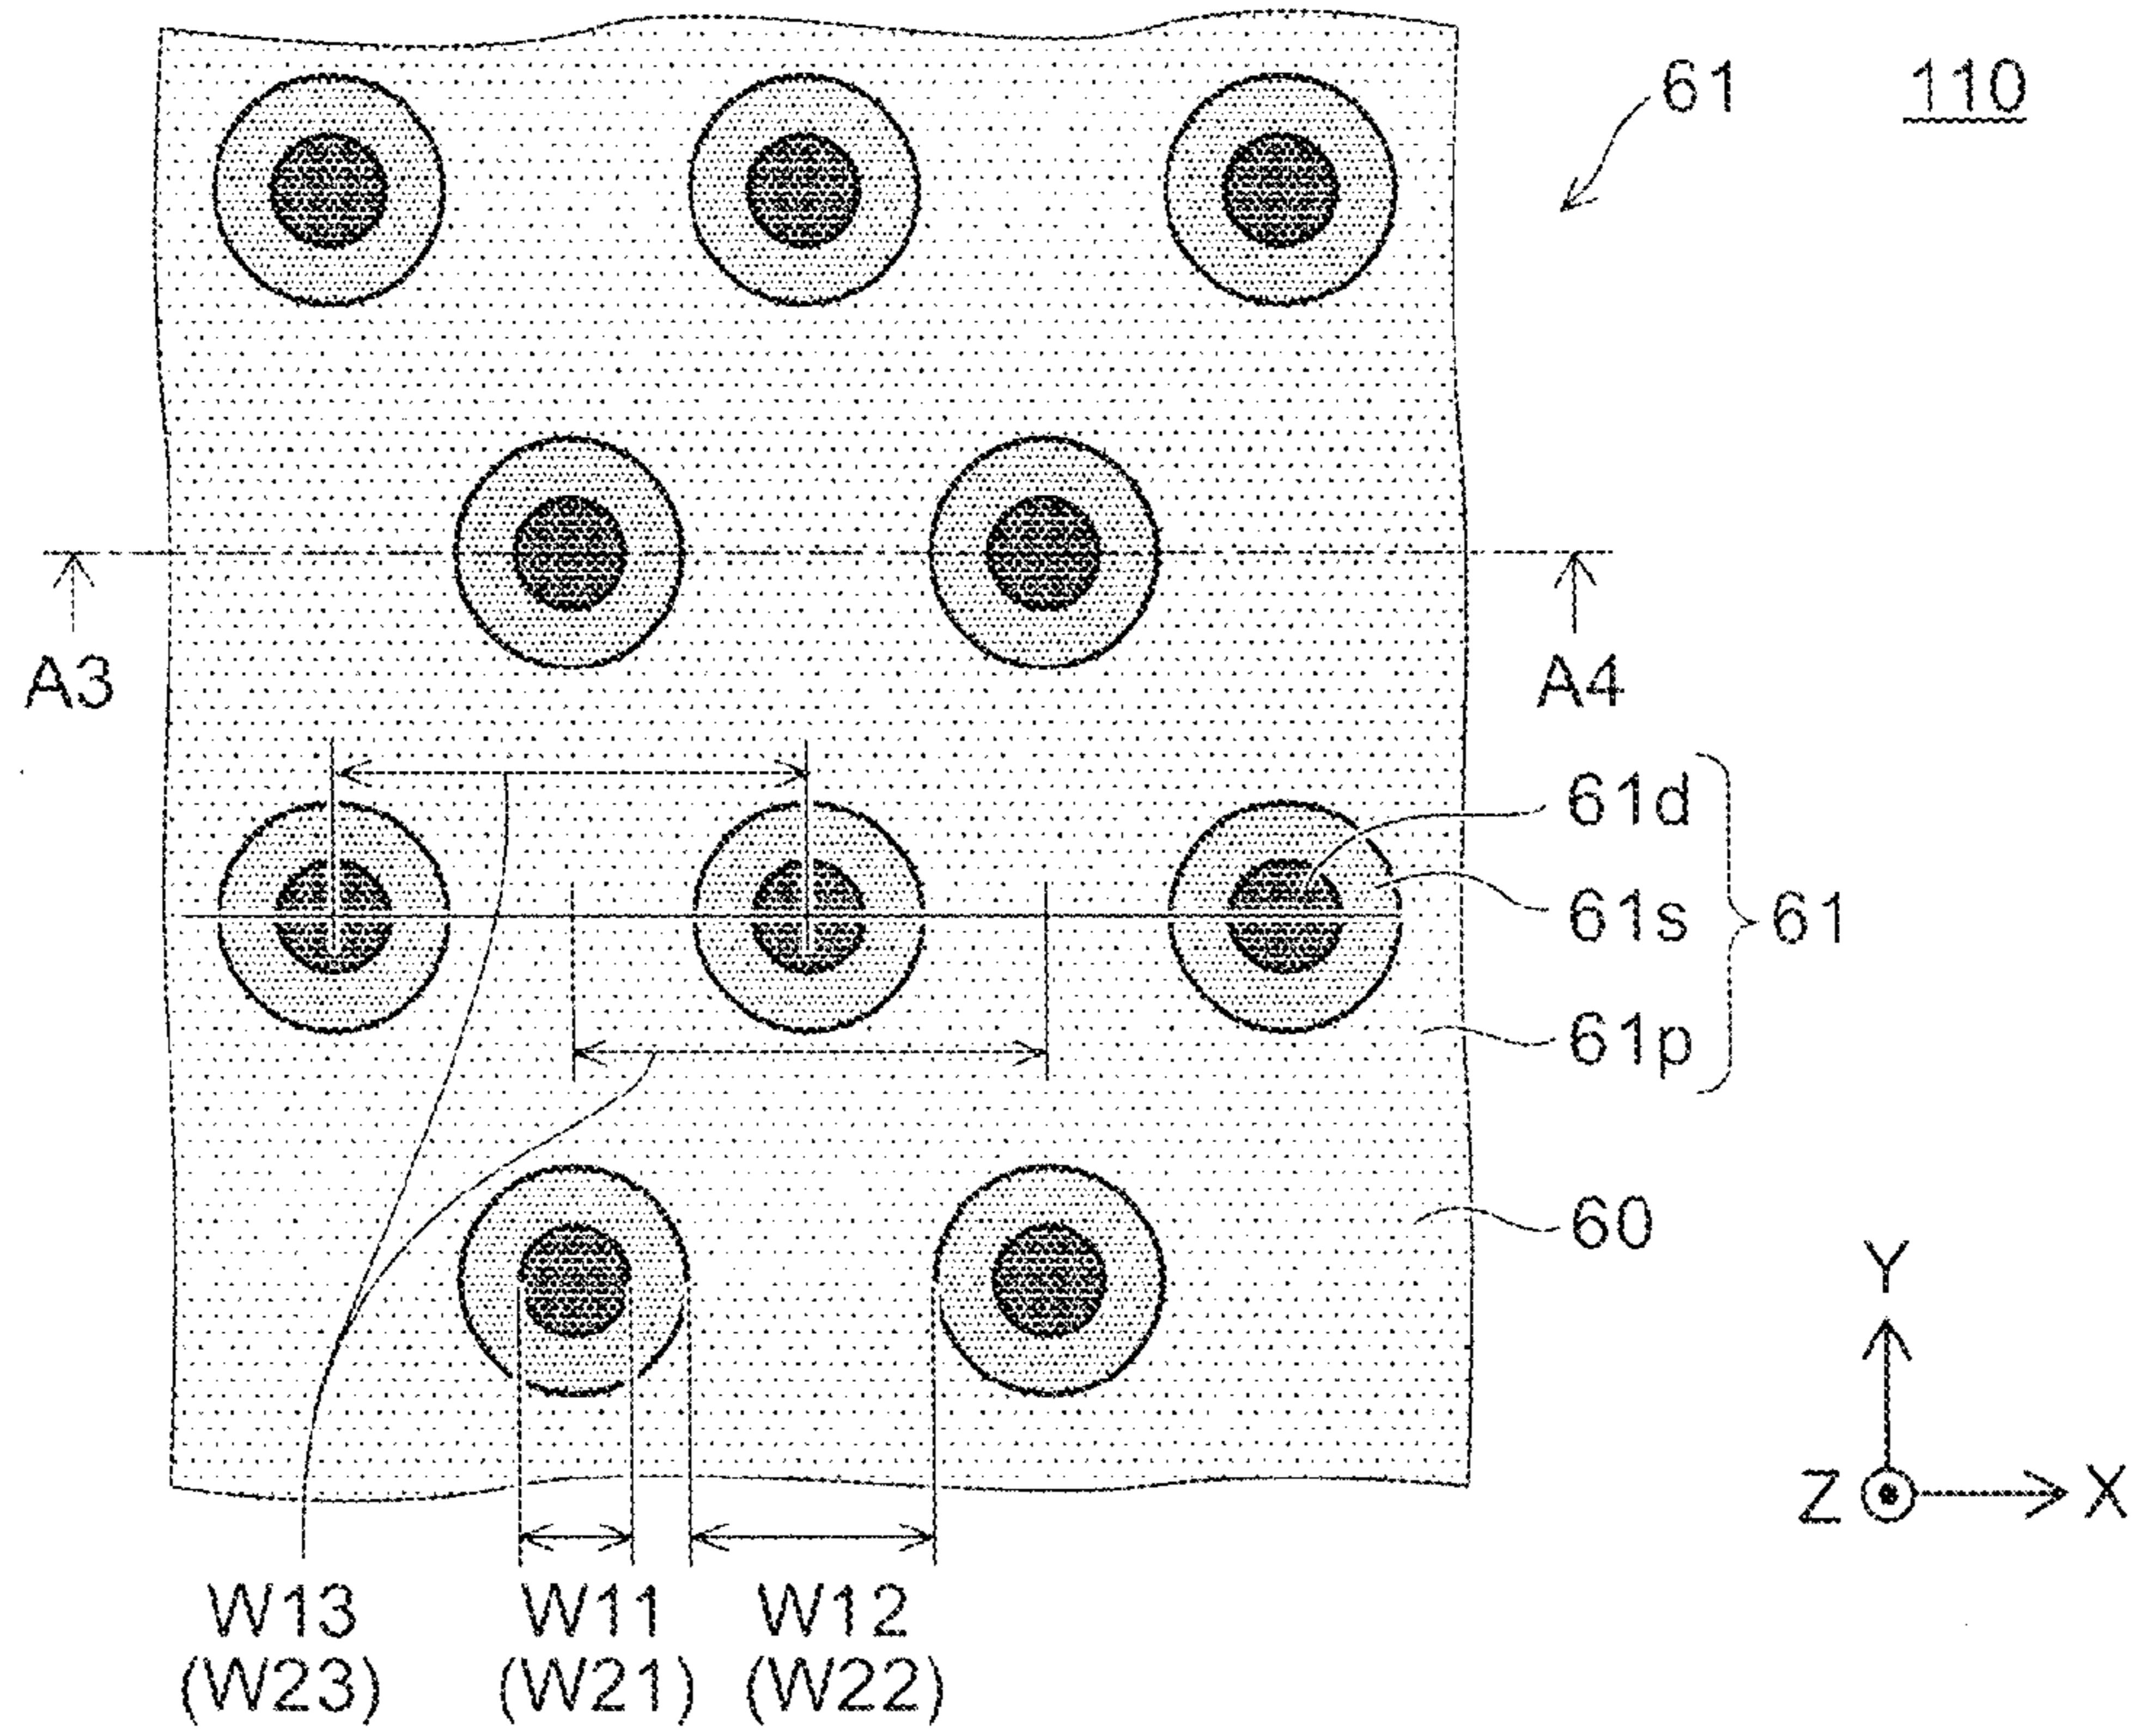 61 110
A3 A4
61d
61s 61
61p
60
Y
Z X
W13 W11 W12
(W23) (W21) (W22)